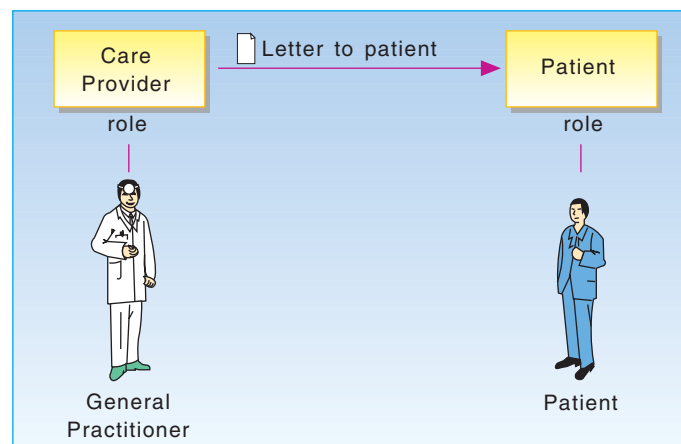 Care
Provider
Letter to patient
Patient
role
role
General
Practitioner
Patient